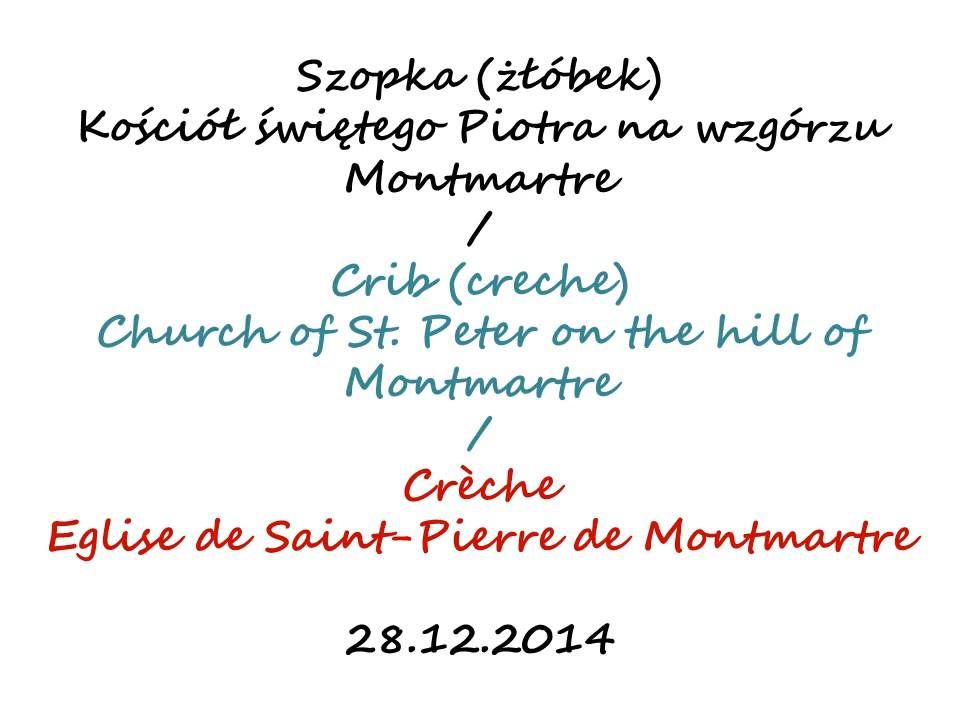 Szopka (żłóbek)
Kościół świętego Piotra na wzgórzu
Montmartre
/
Crib (creche)
Church of St. Peter on the hill of
Montmartre
/
Crèche
Eglise de Saint-Pierre de Montmartre
28.12.2014